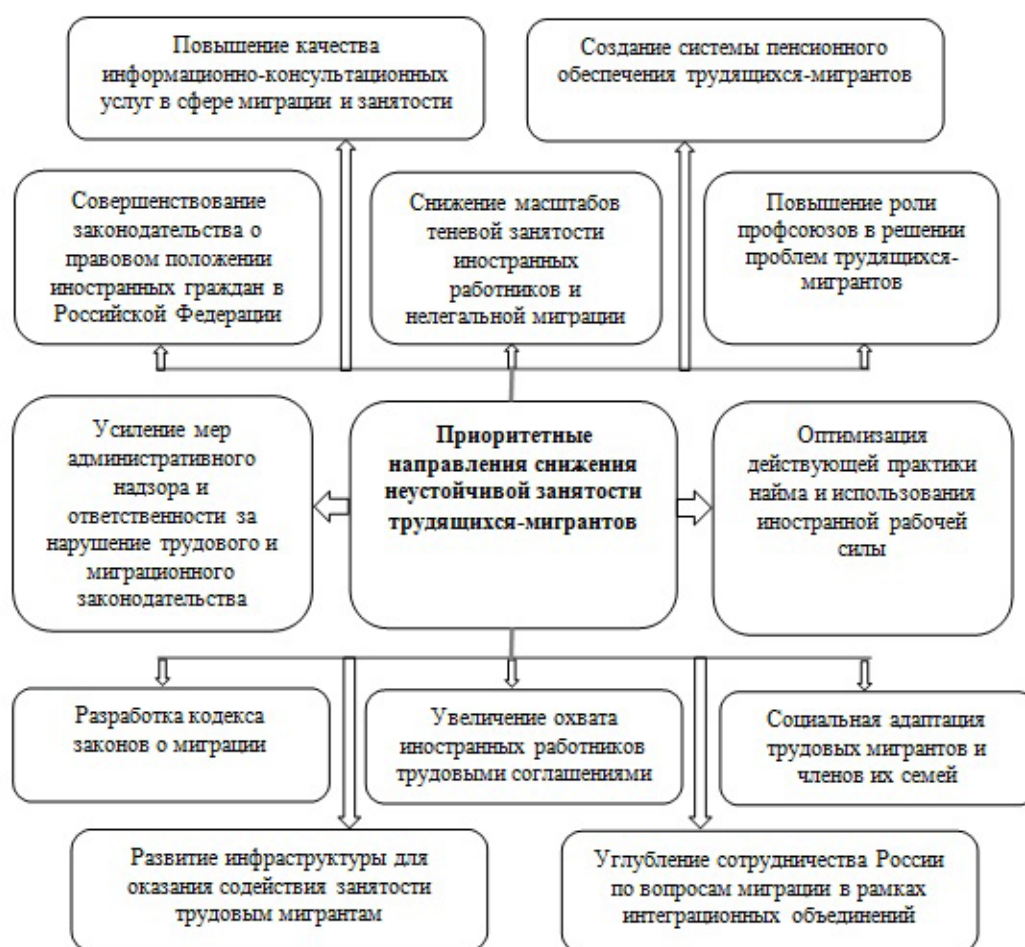 Повышение качества
информационно-консультационных
услуг в сфере миграции и занятости
Создание системы пенсионного
обеспечения трудящихся-мигрантов
Совершенствование
законодательства о
правовом положении
иностранных граждан в
Российской Федерации
Снижение масштабов
теневой занятости
иностранных
работников и
нелегальной миграции
Повышение роли
профсоюзов в решении
проблем трудящихся-
мигрантов
Усиление мер
административного
надзора и
ответственности за
нарушение трудового и
миграционного
законодательства
Приоритетные
направления снижения
неустойчивой занятости
трудящихся-мигрантов
Оптимизация
действующей практики
найма и использования
иностранной рабочей
силы
Разработка кодекса
законов о миграции
Увеличение охвата
иностранных работников
трудовыми соглашениями
Социальная адаптация
трудовых мигрантов и
членов их семей
Развитие инфраструктуры для
оказания содействия занятости
трудовым мигрантам
Углубление сотрудничества России
по вопросам миграции в рамках
интеграционных объединений